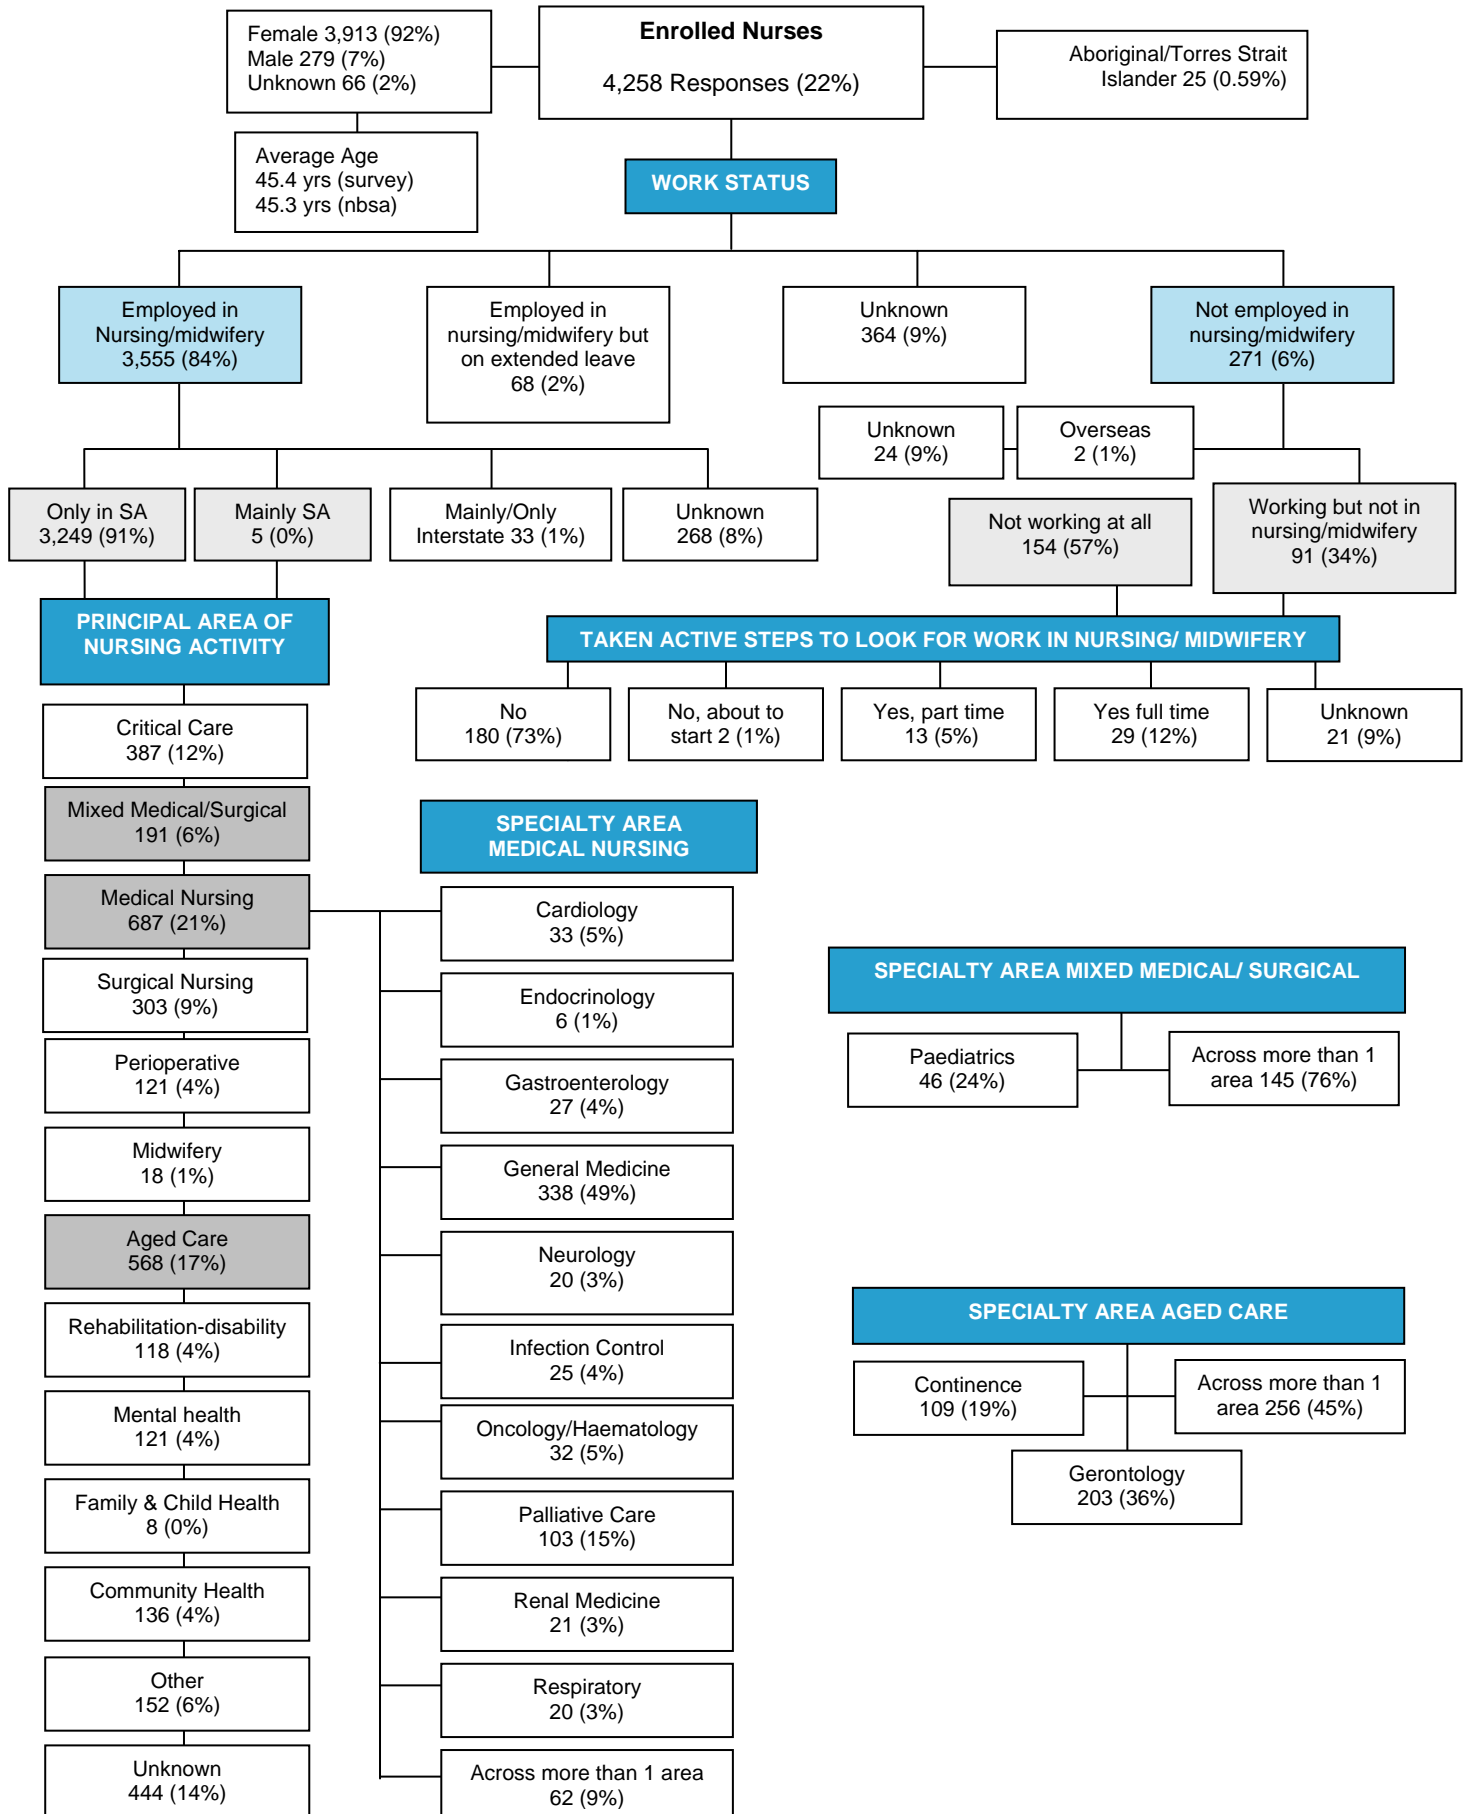 Female 3,913 (92%)
Male 279 (7%)
Unknown 66 (2%)
Enrolled Nurses
4,258 Responses (22%)
Aboriginal/Torres Strait
Islander 25 (0.59%)
Average Age
45.4 yrs (survey)
45.3 yrs (nbsa)
WORK STATUS
Employed in
Nursing/midwifery
3,555 (84%)
Employed in
nursing/midwifery but
on extended leave
68 (2%)
Unknown
364 (9%)
Not employed in
nursing/midwifery
271 (6%)
Unknown
24 (9%)
Overseas
2 (1%)
Only in SA
3,249 (91%)
Mainly SA
5 (0%)
Mainly/Only
Interstate 33 (1%)
Unknown
268 (8%)
Not working at all
154 (57%)
Working but not in
nursing/midwifery
91 (34%)
PRINCIPAL AREA OF
NURSING ACTIVITY
TAKEN ACTIVE STEPS TO LOOK FOR WORK IN NURSING/ MIDWIFERY
No
180 (73%)
No, about to
start 2 (1%)
Yes, part time
13 (5%)
Yes full time
29 (12%)
Unknown
21 (9%)
Critical Care
387 (12%)
Mixed Medical/Surgical
191 (6%)
Medical Nursing
687 (21%)
Surgical Nursing
303 (9%)
Perioperative
121 (4%)
Midwifery
18 (1%)
Aged Care
568 (17%)
Rehabilitation-disability
118 (4%)
Mental health
121 (4%)
Family & Child Health
8 (0%)
Community Health
136 (4%)
Other
152 (6%)
Unknown
444 (14%)
SPECIALTY AREA
MEDICAL NURSING
Cardiology
33 (5%)
Endocrinology
6 (1%)
Gastroenterology
27 (4%)
General Medicine
338 (49%)
Neurology
20 (3%)
Infection Control
25 (4%)
Oncology/Haematology
32 (5%)
Palliative Care
103 (15%)
Renal Medicine
21 (3%)
Respiratory
20 (3%)
Across more than 1 area
62 (9%)
SPECIALTY AREA MIXED MEDICAL/ SURGICAL
Paediatrics
46 (24%)
Across more than 1
area 145 (76%)
SPECIALTY AREA AGED CARE
Continence
109 (19%)
Across more than 1
area 256 (45%)
Gerontology
203 (36%)